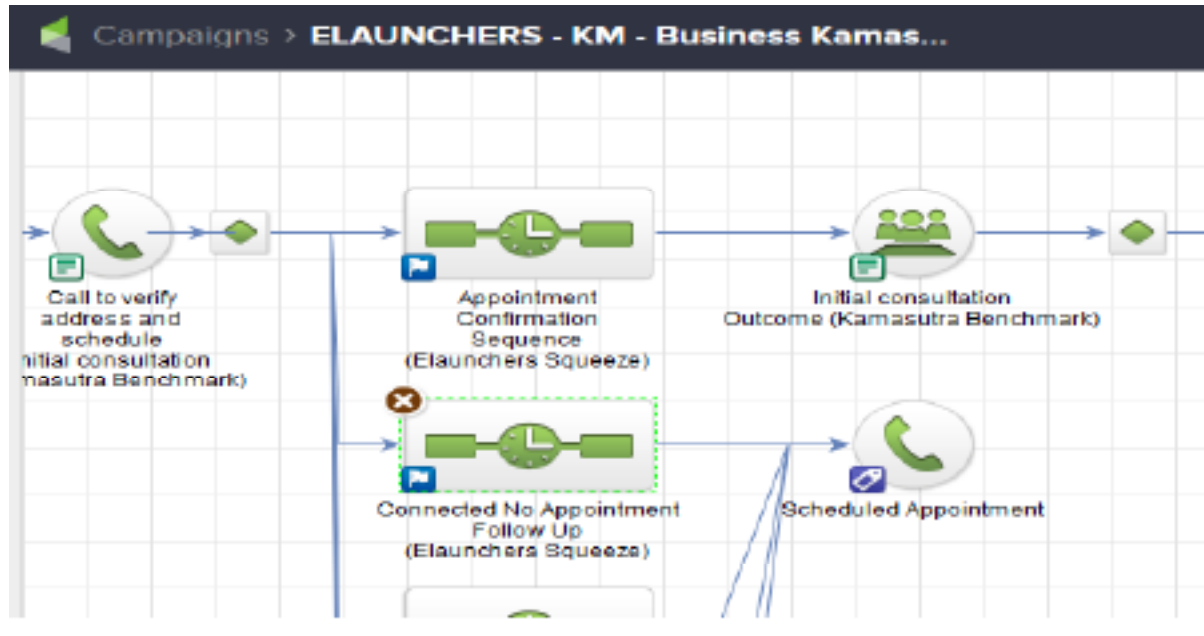 Campaigns > ELAUNCHERS - KM - Business Kamas...
Call to verify
address and
schedule
nitial consultation
masutra Benchmark)
Appointment
Confirmation
Sequence
(Elaunchers Squeeze)
Initial consultation
Outcome (Kamasutra Benchmark)
Connected No Appointment
Follow Up
(Elaunchers Squeeze)
Scheduled Appointment